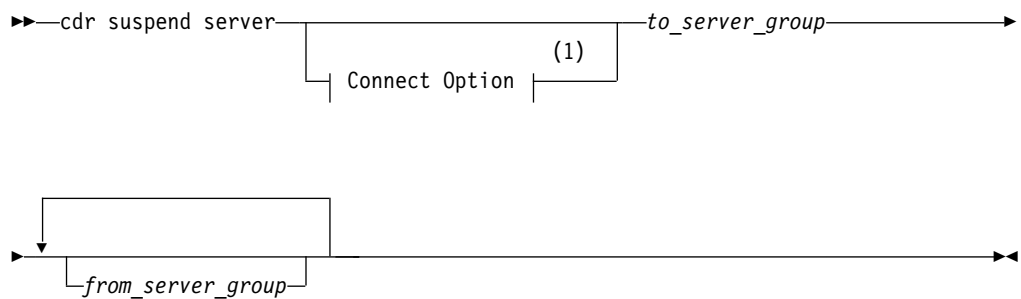 cdr suspend server to_server_group
(1)
Connect Option
from_server_group